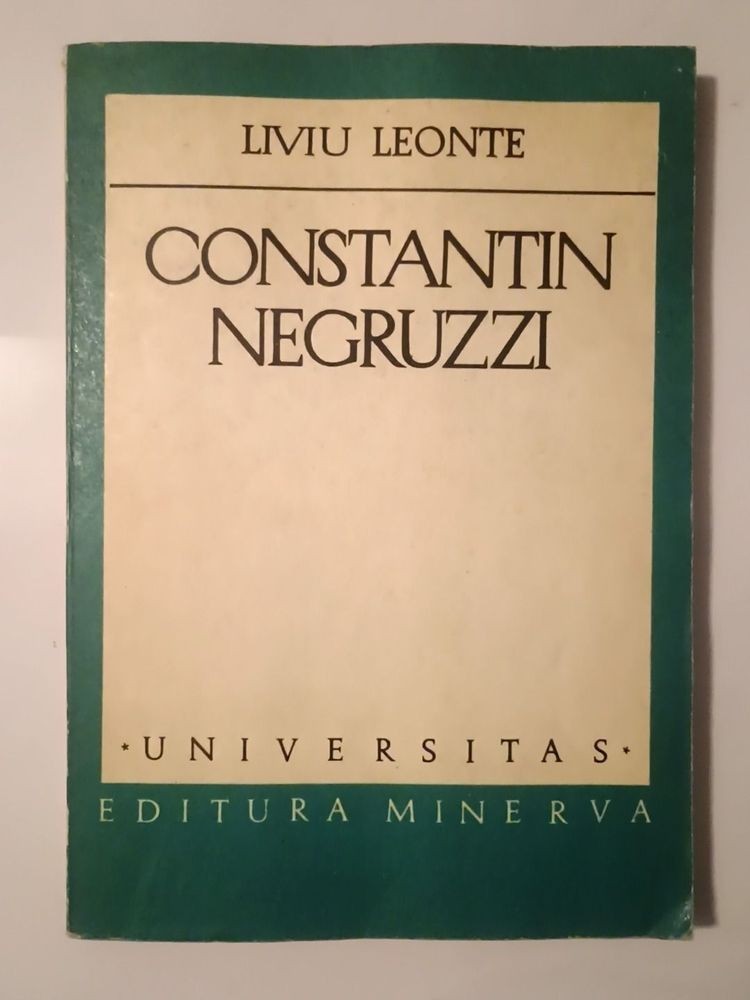 LIVIU LEONTE
CONSTANTIN
NEGRUZZI
* UNIVERSITAS *
EDITURA MINERVA